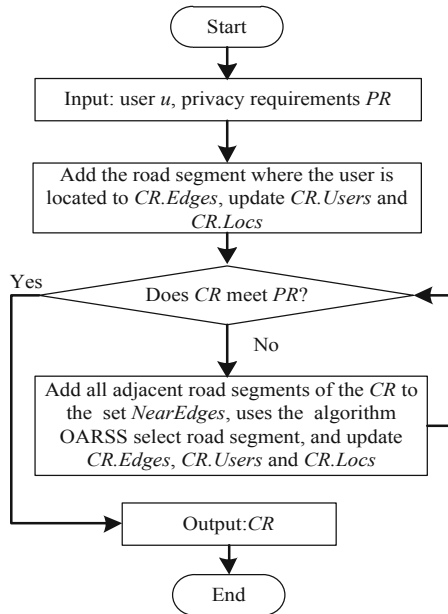 Start
Input: user u, privacy requirements PR
Add the road segment where the user is
located to CR.Edges, update CR.Users and
CR.Locs
Yes
Does CR meet PR?
No
Add all adjacent road segments of the CR to
the set NearEdges, uses the algorithm
OARSS select road segment, and update
CR.Edges, CR.Users and CR.Locs
Output:CR
End